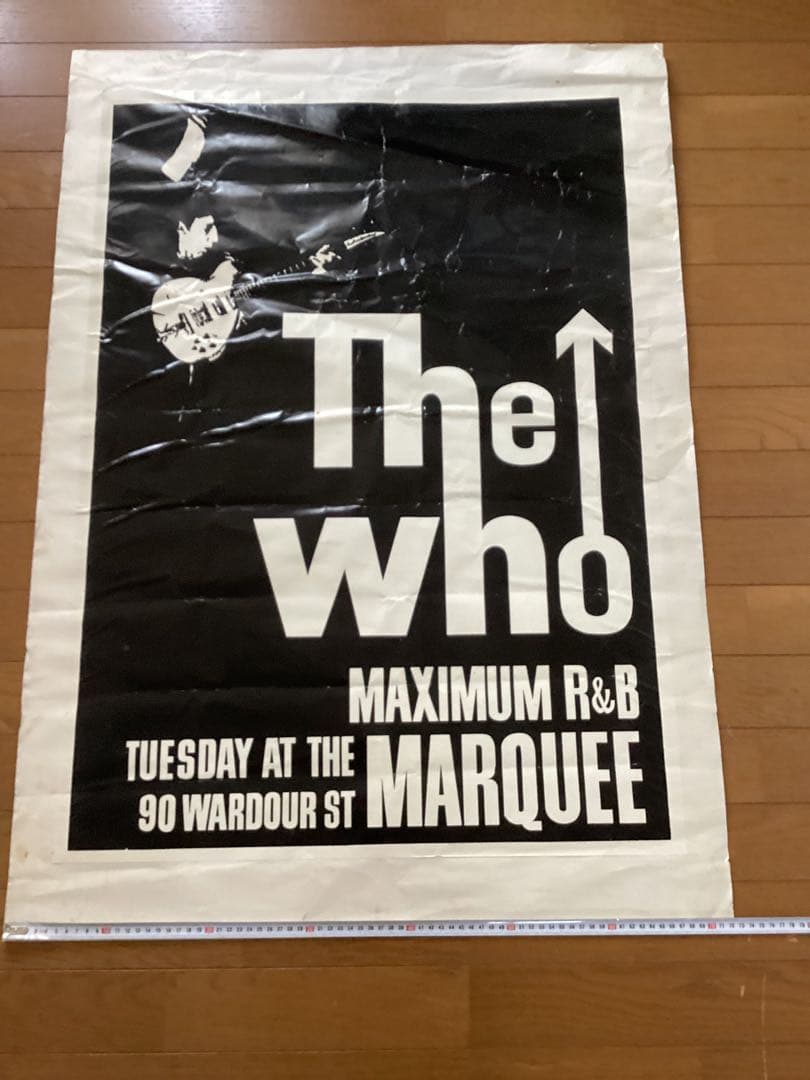 The
who
MAXIMUM R&B
TUESDAY AT THE MARQUEE
90 WARDOUR ST